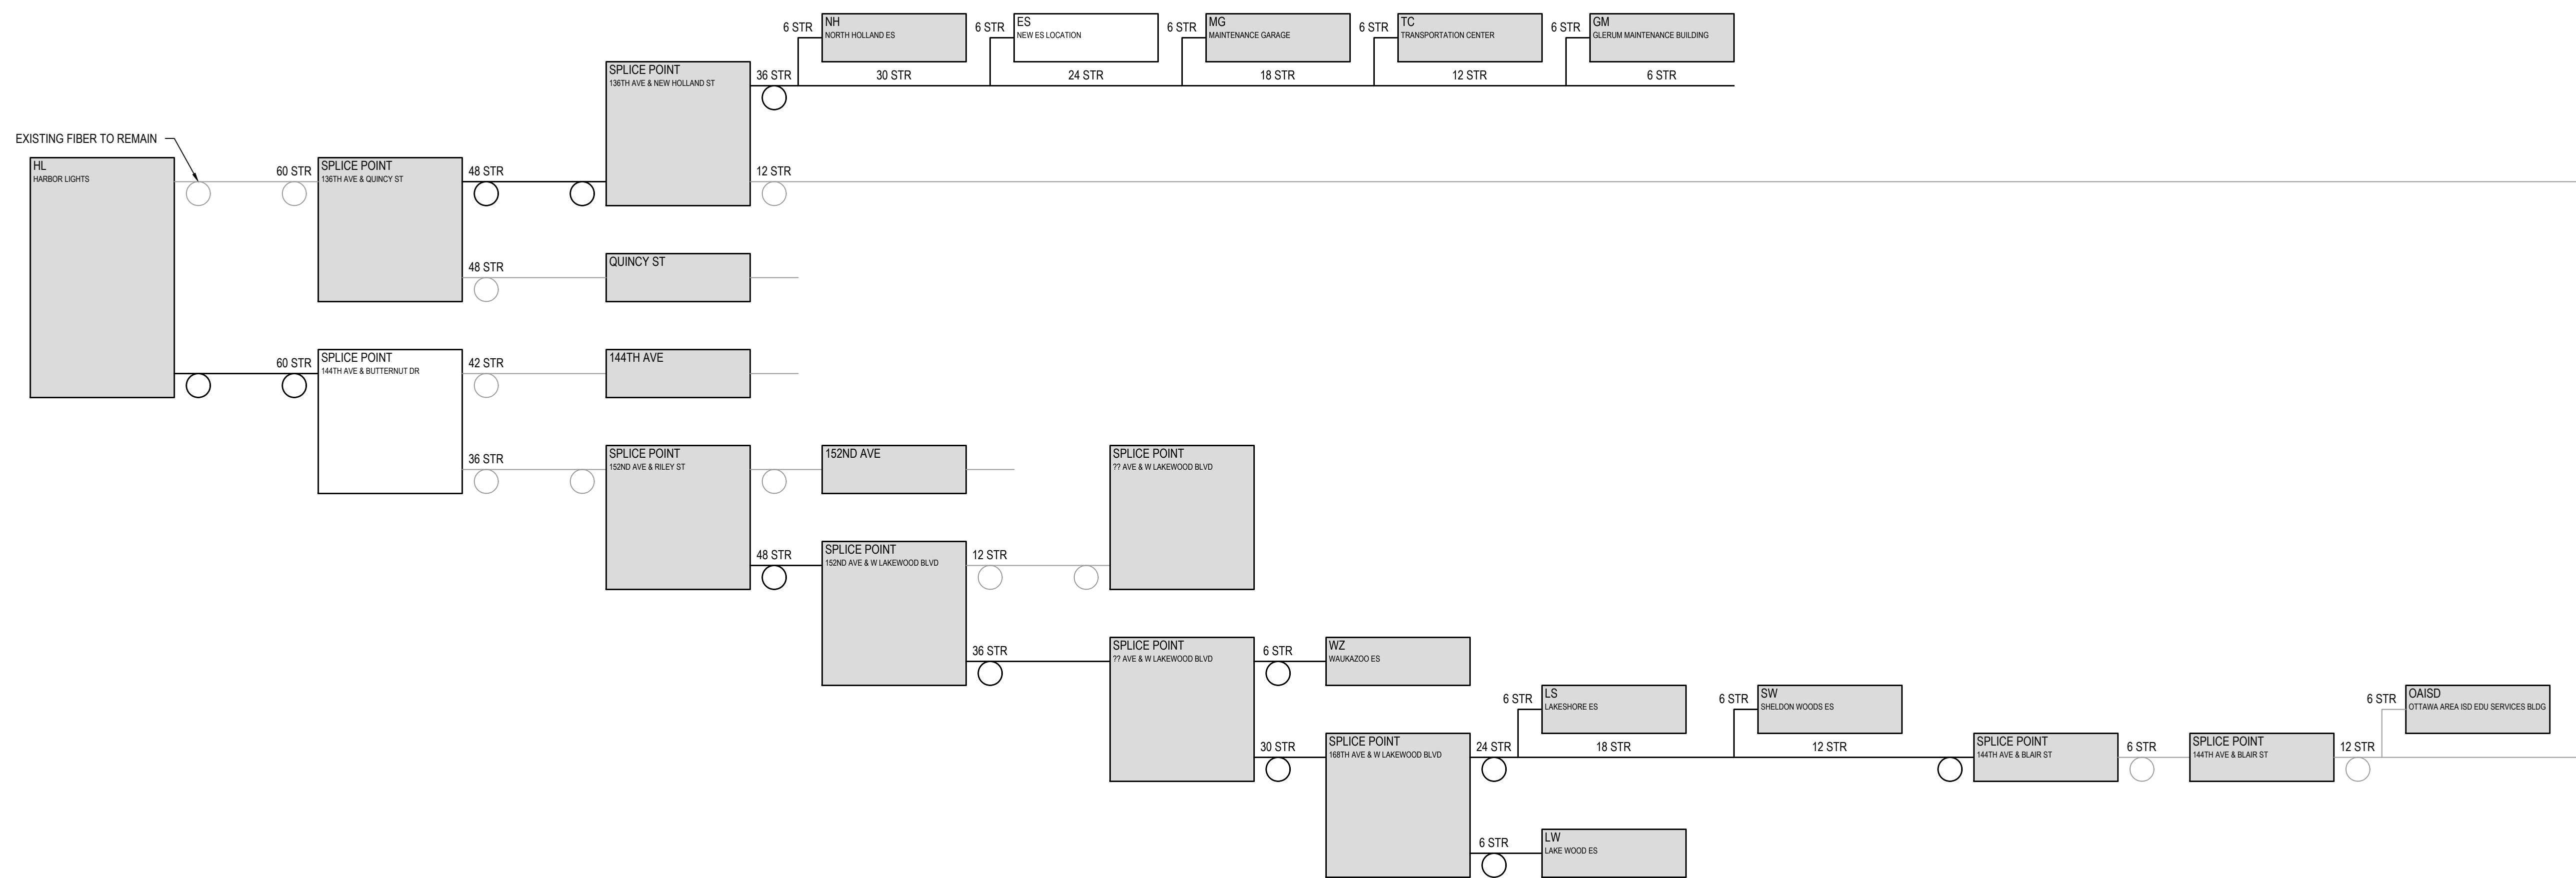 6 STR
NH
NORTH HOLLAND ES
6 STR
ES
NEW ES LOCATION
6 STR
MG
MAINTENANCE GARAGE
6 STR
TC
TRANSPORTATION CENTER
6 STR
GM
GLERUM MAINTENANCE BUILDING
SPLICE POINT
136TH AVE & NEW HOLLAND ST
36 STR
30 STR
24 STR
18 STR
12 STR
6 STR
EXISTING FIBER TO REMAIN
HL
HARBOR LIGHTS
60 STR
SPLICE POINT
136TH AVE & QUINCY ST
48 STR
12 STR
48 STR
QUINCY ST
60 STR
SPLICE POINT
144TH AVE & BUTTERNUT DR
42 STR
144TH AVE
36 STR
SPLICE POINT
152ND AVE & RILEY ST
152ND AVE
SPLICE POINT
?? AVE & W LAKEWOOD BLVD
48 STR
SPLICE POINT
152ND AVE & W LAKEWOOD BLVD
12 STR
36 STR
SPLICE POINT
?? AVE & W LAKEWOOD BLVD
6 STR
WZ
WAUKAZOO ES
6 STR
LS
LAKESHORE ES
6 STR
SW
SHELDON WOODS ES
6 STR
OAISD
OTTAWA AREA ISD EDU SERVICES BLDG
30 STR
SPLICE POINT
168TH AVE & W LAKEWOOD BLVD
24 STR
18 STR
12 STR
SPLICE POINT
144TH AVE & BLAIR ST
6 STR
SPLICE POINT
144TH AVE & BLAIR ST
12 STR
6 STR
LW
LAKE WOOD ES